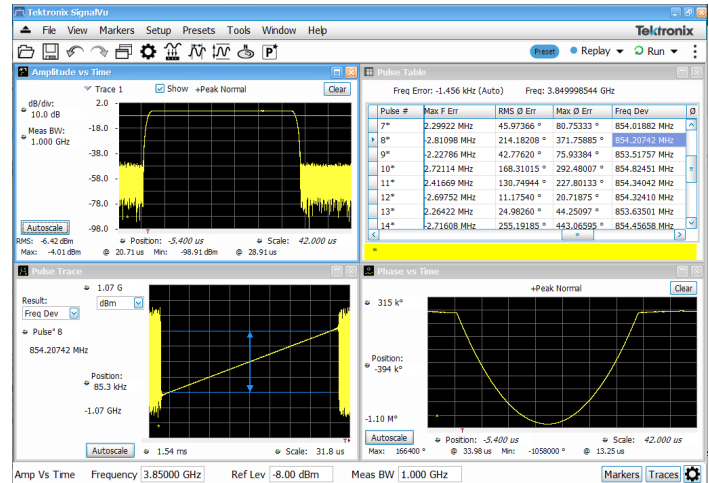 Tektronix SignalVu
File View Markers Setup Presets Tools Window Help
Tektronix
Preset Replay Run
Amplitude vs Time
Trace 1 Show +Peak Normal Clear
dB/div:
10.0 dB
Meas BW:
1.000 GHz
2.0
-18.0
-38.0
-58.0
-78.0
-98.0
Autoscale
RMS: -6.42 dBm
Position: -5.400 us Scale: 42.000 us
Max: -4.01 dBm @ 20.71 us Min: -98.91 dBm @ 28.91 us
Pulse Table
Freq Error: -1.456 kHz (Auto) Freq: 3.849998544 GHz
Pulse # Max F Err RMS Ø Err Max Ø Err Freq Dev Ø
7* 2.29922 MHz 45.97366 ° 80.75333 ° 854.01882 MHz
8* -2.81098 MHz 214.18208 ° 371.75885 ° 854.20742 MHz
9* -2.22786 MHz 42.77620 ° 75.93384 ° 853.51757 MHz
10* 2.72114 MHz 168.31015 ° 292.48007 ° 854.82451 MHz
11* 2.41669 MHz 130.74944 ° 227.80133 ° 854.34042 MHz
12* -2.69752 MHz 11.17540 ° 20.71875 ° 854.32410 MHz
13* 2.26422 MHz 24.98260 ° 44.25097 ° 853.63501 MHz
14* -2.71608 MHz 255.19185 ° 443.06595 ° 854.45658 MHz
*
Pulse Trace
Result:
Freq Dev
Pulse* 8
854.20742 MHz
1.07 G
dBm
Position:
85.3 kHz
-1.07 GHz
Autoscale 1.54 ms Scale: 31.8 us
Phase vs Time
+Peak Normal Clear
315 k°
Position:
-394 k°
-1.10 M°
Autoscale
Position: -5.400 us Scale: 42.000 us
Max: 166400 ° @ 33.98 us Min: -1058000 ° @ 13.25 us
Amp Vs Time Frequency 3.85000 GHz Ref Lev -8.00 dBm Meas BW 1.000 GHz Markers Traces